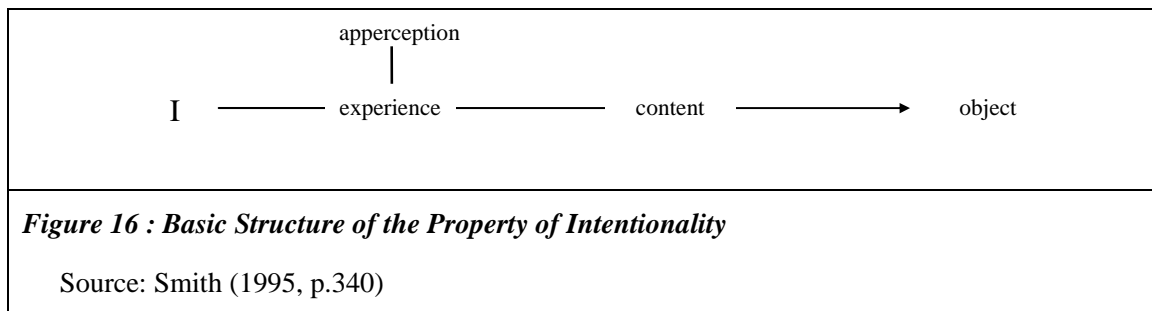 apperception
I experience content object
Figure 16 : Basic Structure of the Property of Intentionality
Source: Smith (1995, p.340)